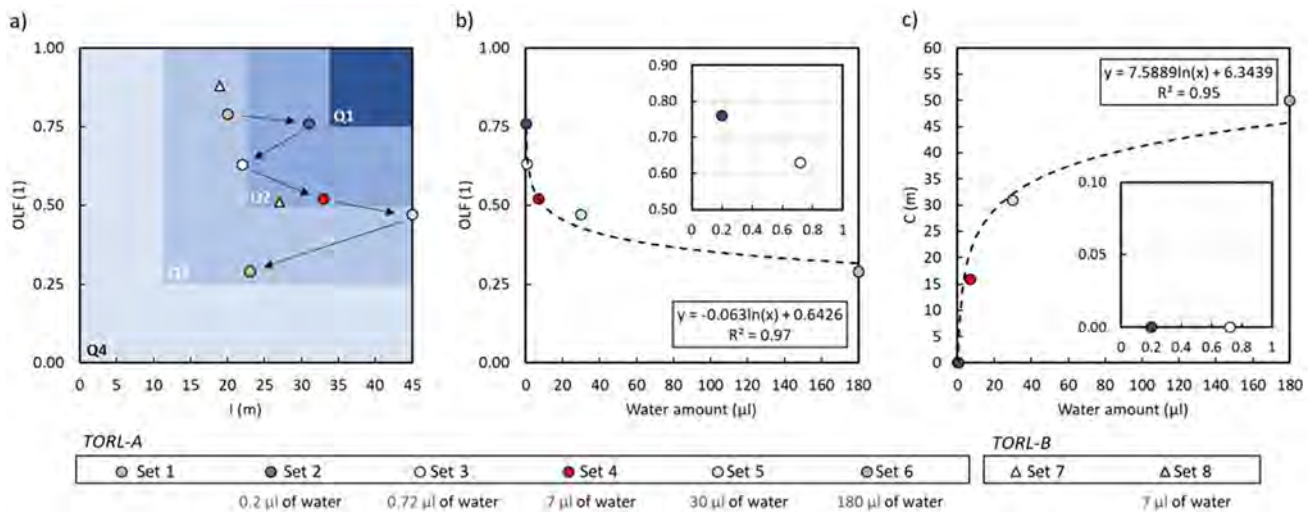 a)
OLF (1)
1.00
0.75
0.50
0.25
0.00
Q1
Q2
Q3
Q4
0 5 10 15 20 25 30 35 40 45
I (m)
b)
OLF (1)
1.00
0.75
0.50
0.25
0.00
0.90
0.80
0.70
0.60
0.50
0 0.2 0.4 0.6 0.8 1
y = -0.063ln(x) + 0.6426
R² = 0.97
0 20 40 60 80 100 120 140 160 180
Water amount (µl)
c)
C (m)
60
55
50
45
40
35
30
25
20
15
10
5
0
y = 7.5889ln(x) + 6.3439
R² = 0.95
0.10
0.05
0.00
0 0.2 0.4 0.6 0.8 1
0 20 40 60 80 100 120 140 160 180
Water amount (µl)
TORL-A
Set 1 Set 2 Set 3 Set 4 Set 5 Set 6
0.2 µl of water 0.72 µl of water 7 µl of water 30 µl of water 180 µl of water
TORL-B
Set 7 Set 8
7 µl of water